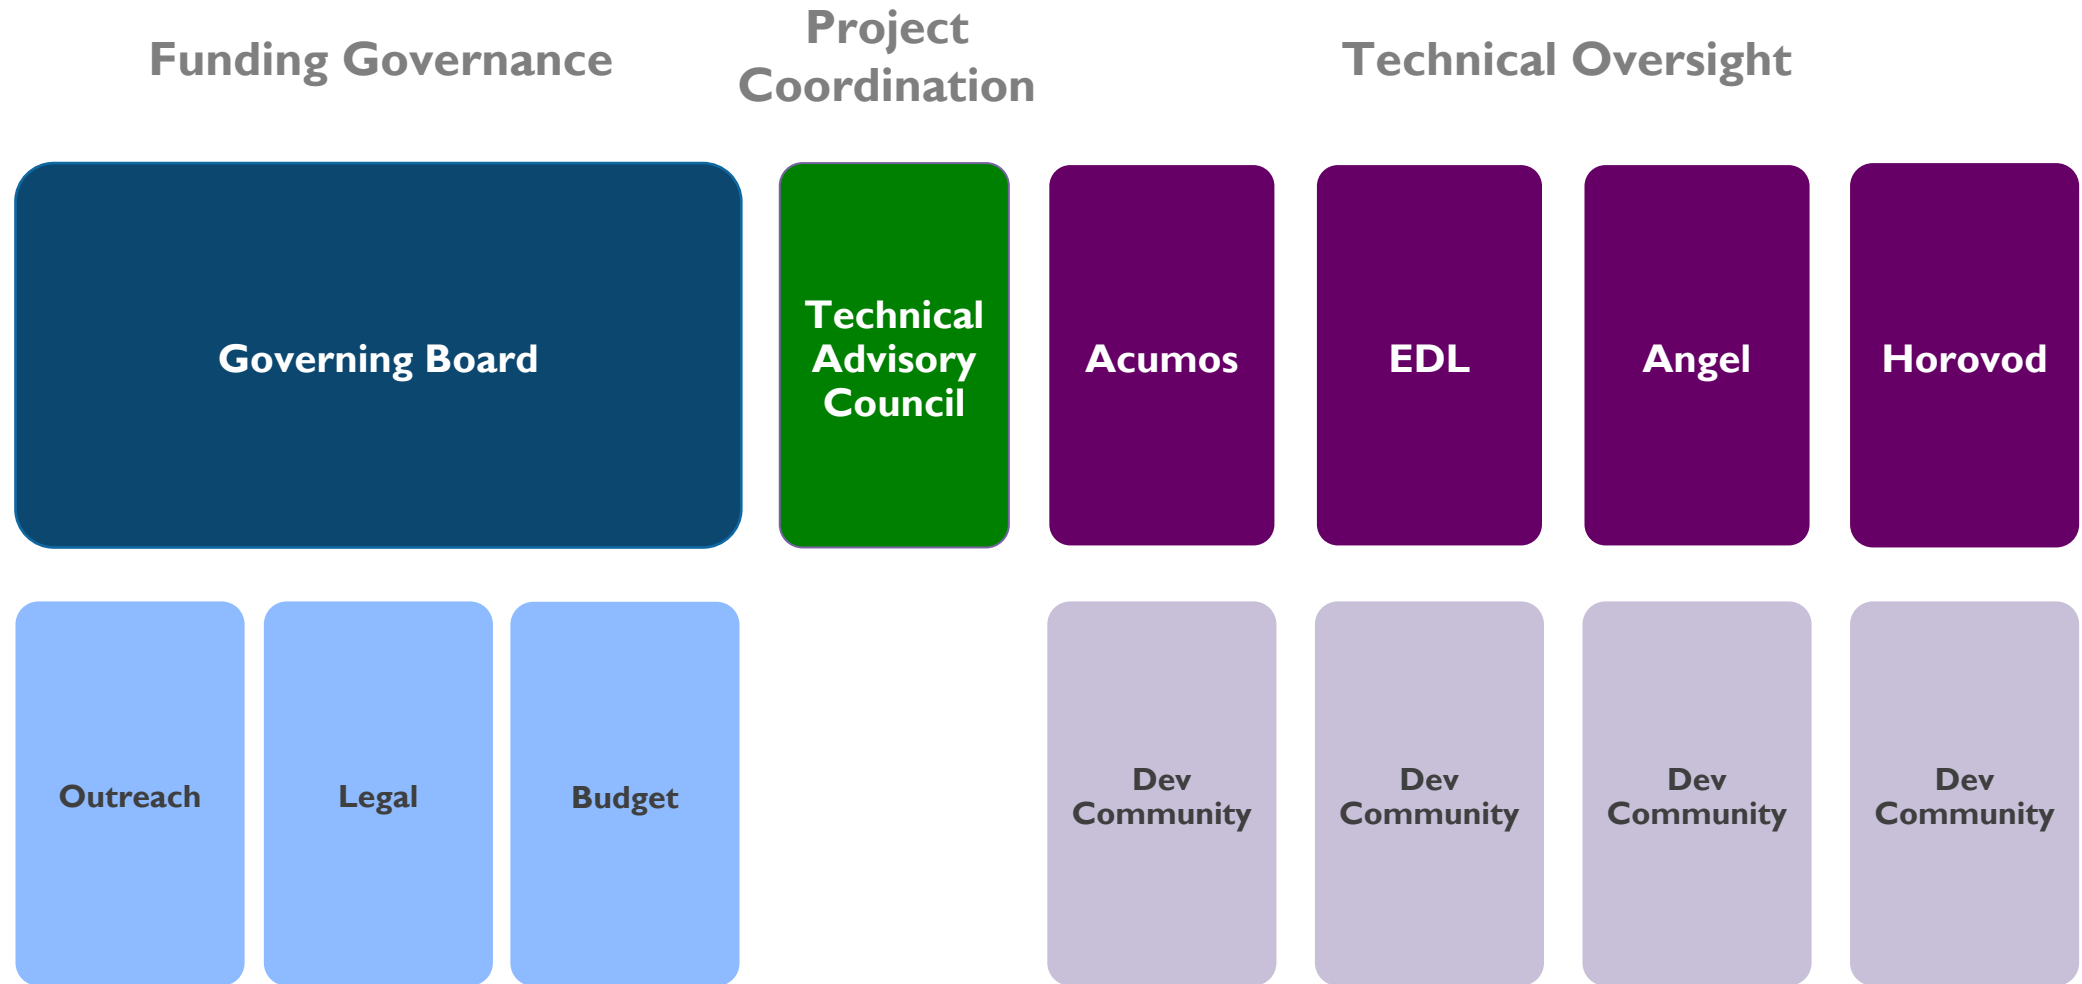 Funding Governance
Project
Coordination
Technical Oversight
Governing Board
Technical
Advisory
Council
Acumos
EDL
Angel
Horovod
Outreach
Legal
Budget
Dev
Community
Dev
Community
Dev
Community
Dev
Community